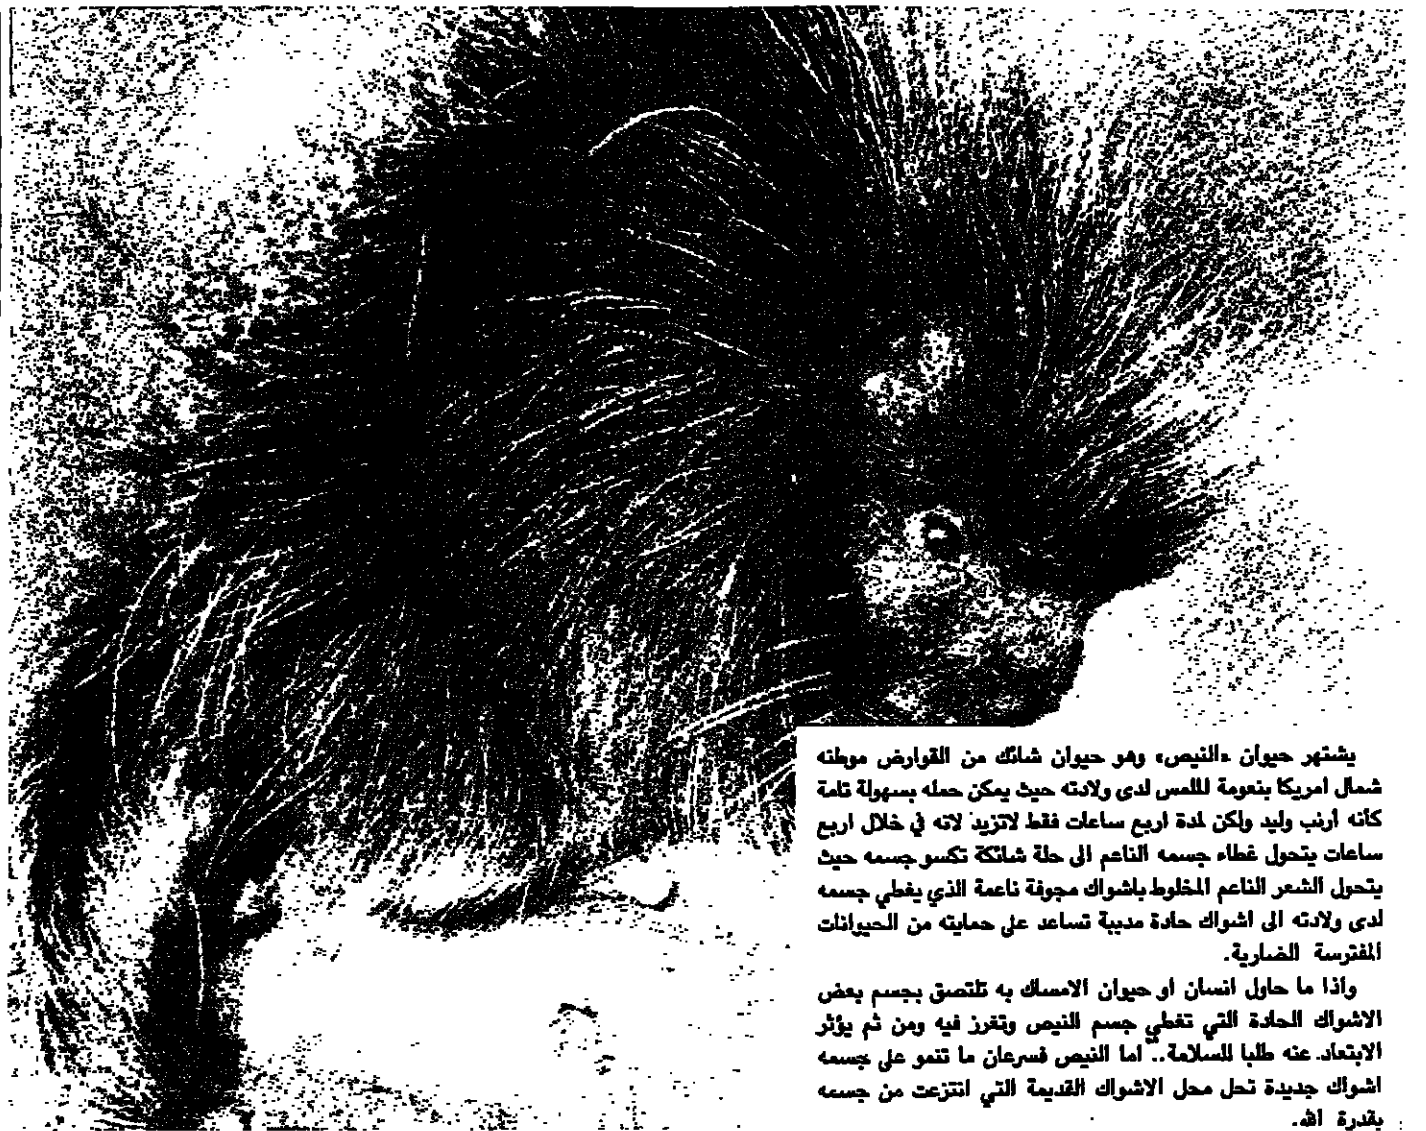 يشتهر حيوان «النيص» وهو حيوان شائك من القوارض موطنه
شمال امريكا بنعومة الملمس لدى ولادته حيث يمكن حمله بسهولة تامة
كأنه أرنب وليد ولكن لمدة اربع ساعات فقط لاتزيد لانه في خلال اربع
ساعات يتحول غطاء جسمه الناعم الى حلة شائكة تكسو جسمه حيث
يتحول الشعر الناعم المخلوط باشواك مجوفة ناعمة الذي يغطي جسمه
لدى ولادته الى اشواك حادة مدببة تساعد على حمايته من الحيوانات
المفترسة الضارية.
واذا ما حاول انسان او حيوان الامساك به تلتصق بجسم بعض
الاشواك الحادة التي تغطي جسم النيص وتغرز فيه ومن ثم يؤثر
الابتعاد عنه طلبا للسلامة.. اما النيص فسرعان ما تنمو على جسمه
اشواك جديدة تحل محل الاشواك القديمة التي انتزعت من جسمه
بقدرة الله.